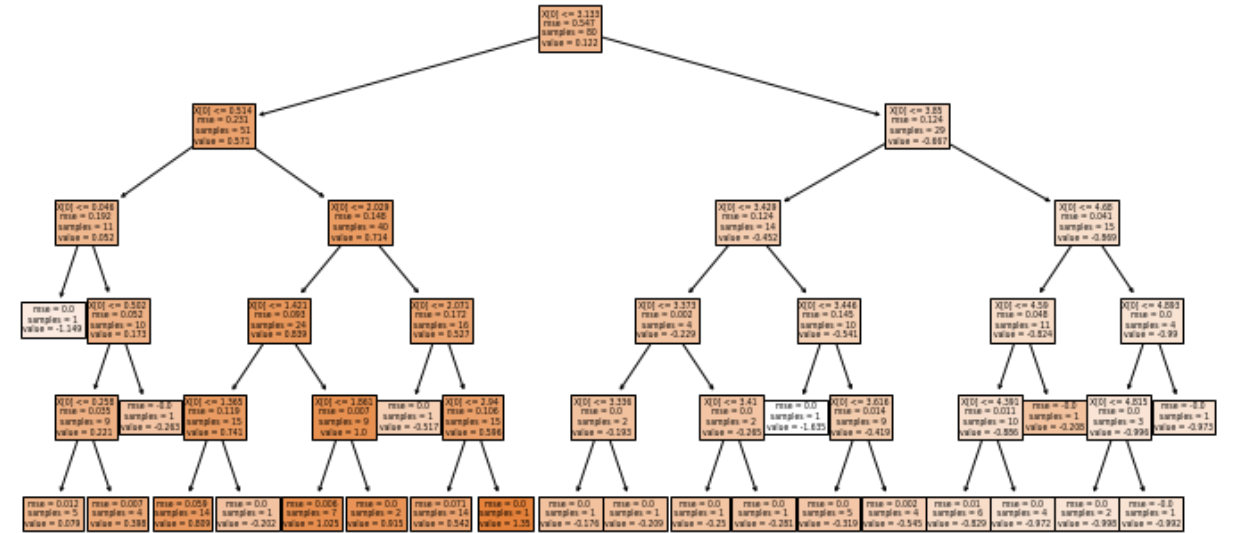 X[0] <= 3.133
mse = 0.547
samples = 80
value = 0.122
X[0] <= 0.514
mse = 0.231
samples = 51
value = 0.571
X[0] <= 3.85
mse = 0.124
samples = 29
value = -0.667
X[0] <= 0.046
mse = 0.192
samples = 11
value = 0.052
X[0] <= 2.029
mse = 0.148
samples = 40
value = 0.714
X[0] <= 3.429
mse = 0.124
samples = 14
value = -0.452
X[0] <= 4.68
mse = 0.041
samples = 15
value = -0.869
mse = 0.0
samples = 1
value = -1.149
X[0] <= 0.502
mse = 0.052
samples = 10
value = 0.173
X[0] <= 1.421
mse = 0.093
samples = 24
value = 0.839
X[0] <= 2.071
mse = 0.172
samples = 16
value = 0.527
X[0] <= 3.373
mse = 0.002
samples = 4
value = -0.229
X[0] <= 3.446
mse = 0.145
samples = 10
value = -0.541
X[0] <= 4.59
mse = 0.048
samples = 11
value = -0.824
X[0] <= 4.893
mse = 0.0
samples = 4
value = -0.99
X[0] <= 0.258
mse = 0.035
samples = 9
value = 0.221
mse = -0.0
samples = 1
value = -0.263
X[0] <= 1.365
mse = 0.119
samples = 15
value = 0.741
X[0] <= 1.861
mse = 0.007
samples = 9
value = 1.0
mse = 0.0
samples = 1
value = -0.517
X[0] <= 2.94
mse = 0.106
samples = 15
value = 0.596
X[0] <= 3.336
mse = 0.0
samples = 2
value = -0.193
X[0] <= 3.41
mse = 0.0
samples = 2
value = -0.265
mse = 0.0
samples = 1
value = -1.635
X[0] <= 3.616
mse = 0.014
samples = 9
value = -0.419
X[0] <= 4.391
mse = 0.011
samples = 10
value = -0.886
mse = -0.0
samples = 1
value = -0.205
X[0] <= 4.815
mse = 0.0
samples = 3
value = -0.996
mse = -0.0
samples = 1
value = -0.973
mse = 0.012
samples = 5
value = 0.079
mse = 0.007
samples = 4
value = 0.398
mse = 0.059
samples = 14
value = 0.809
mse = 0.0
samples = 1
value = -0.202
mse = 0.006
samples = 7
value = 1.025
mse = 0.0
samples = 2
value = 0.915
mse = 0.071
samples = 14
value = 0.542
mse = 0.0
samples = 1
value = 1.35
mse = 0.0
samples = 1
value = -0.176
mse = 0.0
samples = 1
value = -0.209
mse = 0.0
samples = 1
value = -0.25
mse = 0.0
samples = 1
value = -0.281
mse = 0.0
samples = 5
value = -0.319
mse = 0.002
samples = 4
value = -0.545
mse = 0.01
samples = 6
value = -0.829
mse = 0.0
samples = 4
value = -0.972
mse = 0.0
samples = 2
value = -0.998
mse = -0.0
samples = 1
value = -0.992